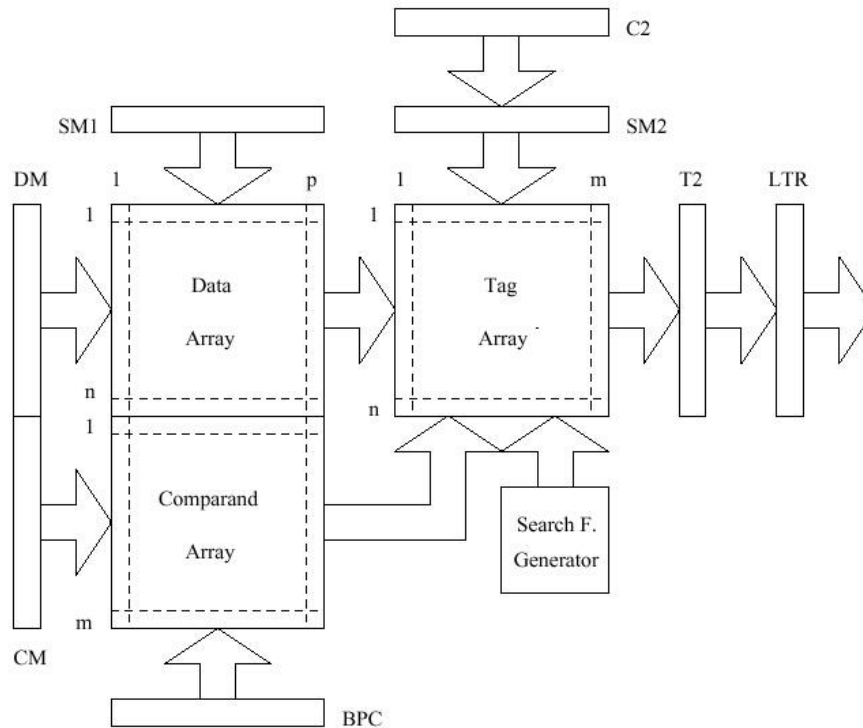 C2
SM1
SM2
DM
1
p
1
m
T2
LTR
1
1
Data
Array
Tag
Array
n
n
1
Comparand
Array
Search F.
Generator
m
CM
BPC